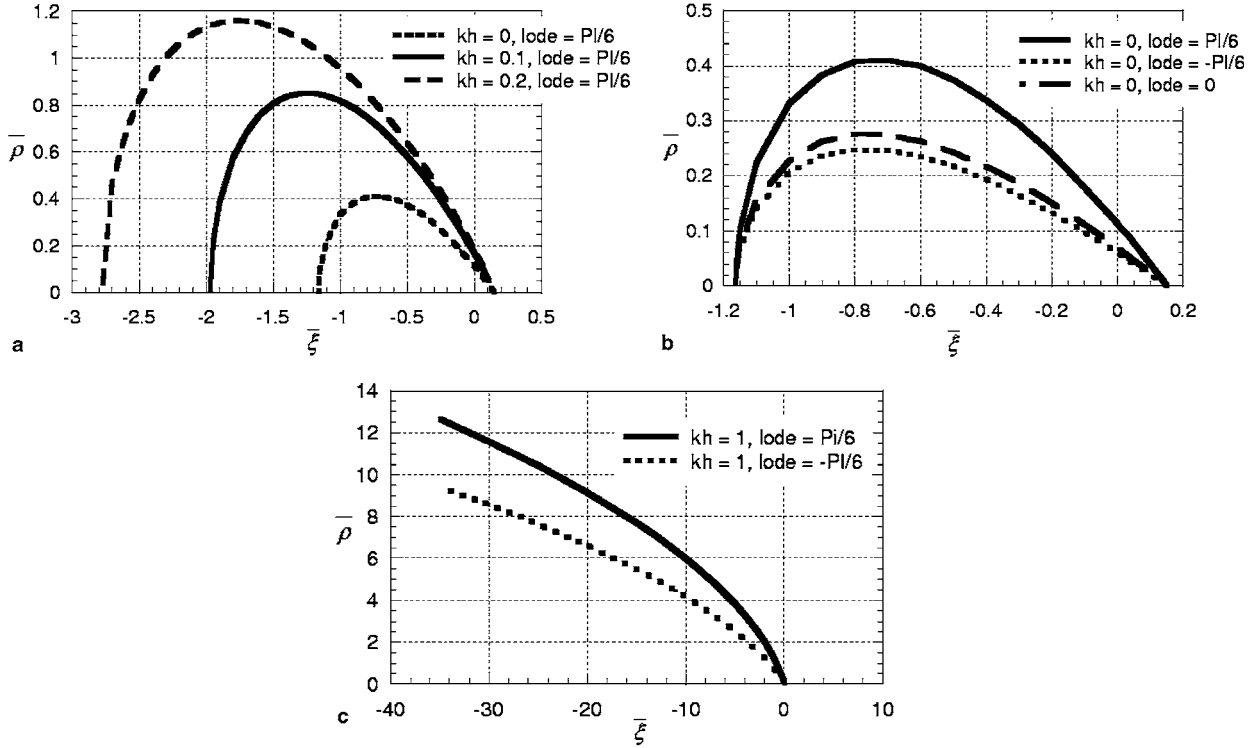 ρ̅
1.2
1
0.8
0.6
0.4
0.2
0
-3
-2.5
-2
-1.5
-1
-0.5
0
0.5
kh = 0, lode = PI/6
kh = 0.1, lode = PI/6
kh = 0.2, lode = PI/6
ξ̅
a
ρ̅
0.5
0.4
0.3
0.2
0.1
0
-1.2
-1
-0.8
-0.6
-0.4
-0.2
0
0.2
kh = 0, lode = PI/6
kh = 0, lode = -PI/6
kh = 0, lode = 0
ξ̅
b
ρ̅
14
12
10
8
6
4
2
0
-40
-30
-20
-10
0
10
kh = 1, lode = Pi/6
kh = 1, lode = -PI/6
ξ̅
c